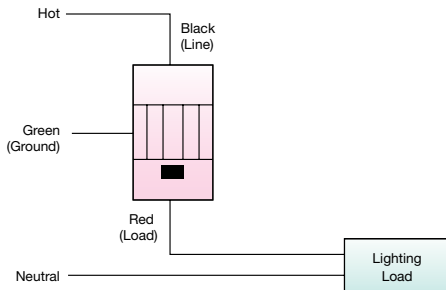 Hot
Black
(Line)
Green
(Ground)
Red
(Load)
Neutral
Lighting
Load